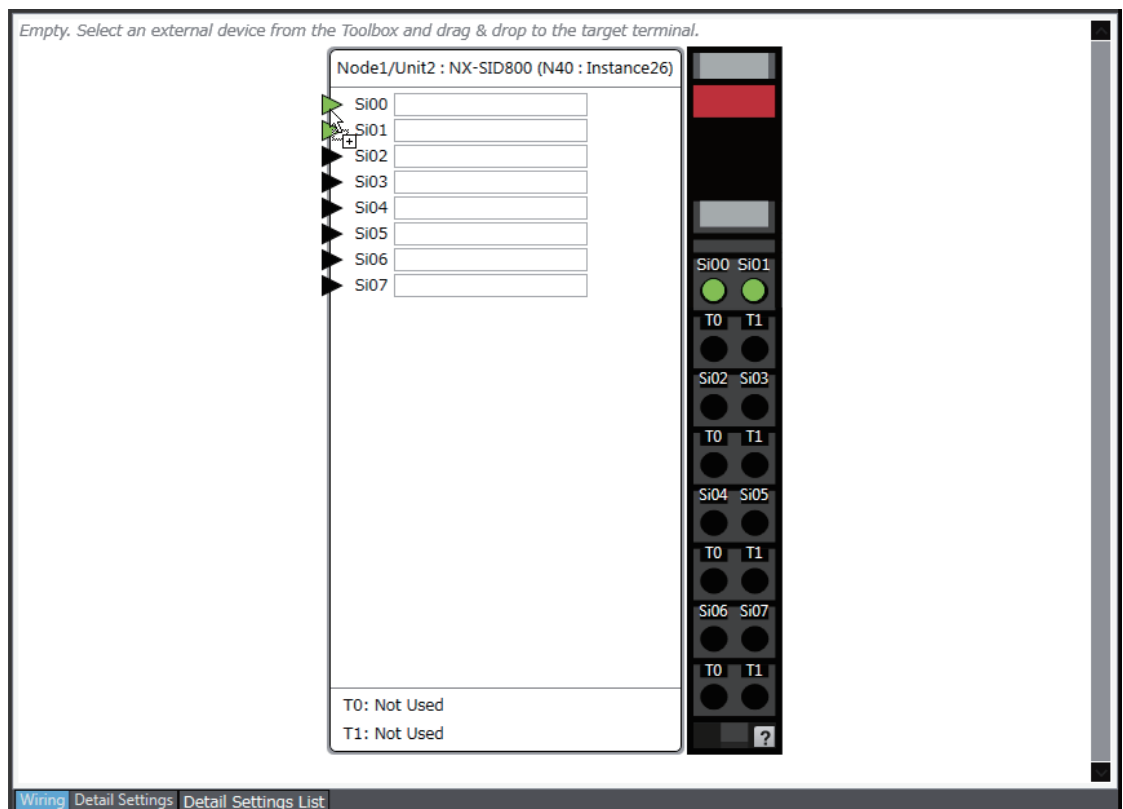 Empty. Select an external device from the Toolbox and drag & drop to the target terminal.
Node1/Unit2 : NX-SID800 (N40 : Instance26)
Si00
Si01
Si02
Si03
Si04
Si05
Si06
Si07
T0: Not Used
T1: Not Used
Si00 Si01
T0 T1
Si02 Si03
T0 T1
Si04 Si05
T0 T1
Si06 Si07
T0 T1
?
Wiring Detail Settings Detail Settings List